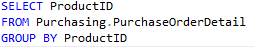 SELECT ProductID
FROM Purchasing.PurchaseOrderDetail
GROUP BY ProductID